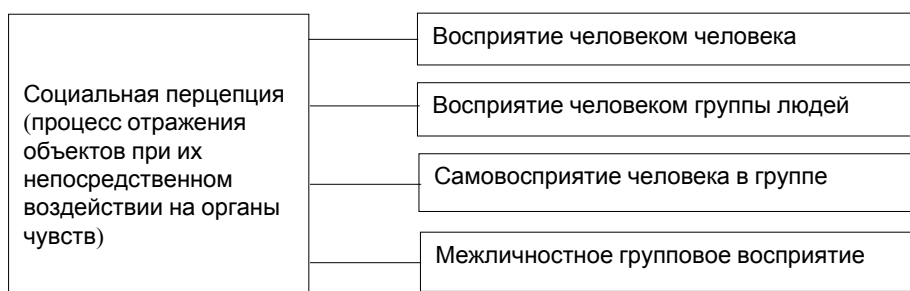 Социальная перцепция
(процесс отражения
объектов при их
непосредственном
воздействии на органы
чувств)
Восприятие человеком человека
Восприятие человеком группы людей
Самовосприятие человека в группе
Межличностное групповое восприятие